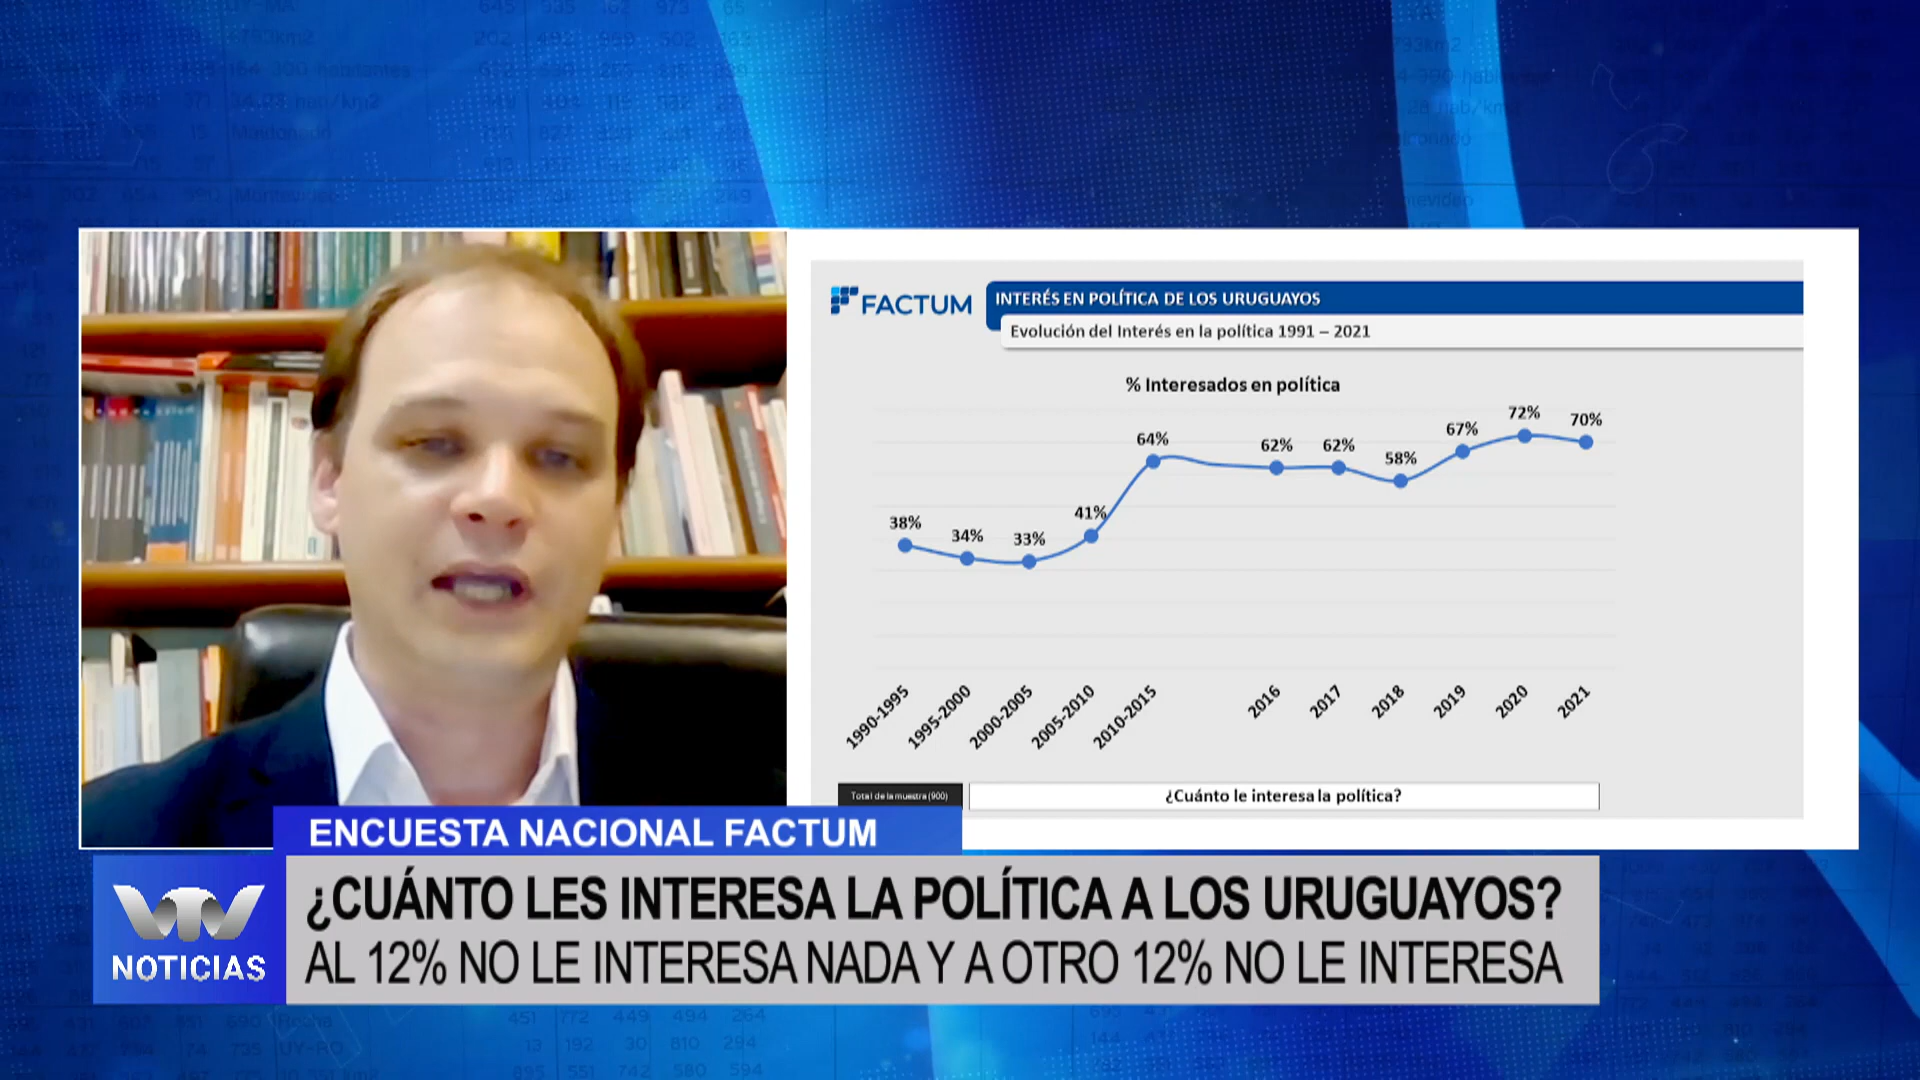 FACTUM
INTERÉS EN POLÍTICA DE LOS URUGUAYOS
Evolución del Interés en la política 1991 – 2021
% Interesados en política
38%
34%
33%
41%
64%
62%
62%
58%
67%
72%
70%
1990-1995
1995-2000
2000-2005
2005-2010
2010-2015
2016
2017
2018
2019
2020
2021
Total de la muestra (900)
¿Cuánto le interesa la política?
ENCUESTA NACIONAL FACTUM
VTV
NOTICIAS
¿CUÁNTO LES INTERESA LA POLÍTICA A LOS URUGUAYOS?
AL 12% NO LE INTERESA NADA Y A OTRO 12% NO LE INTERESA